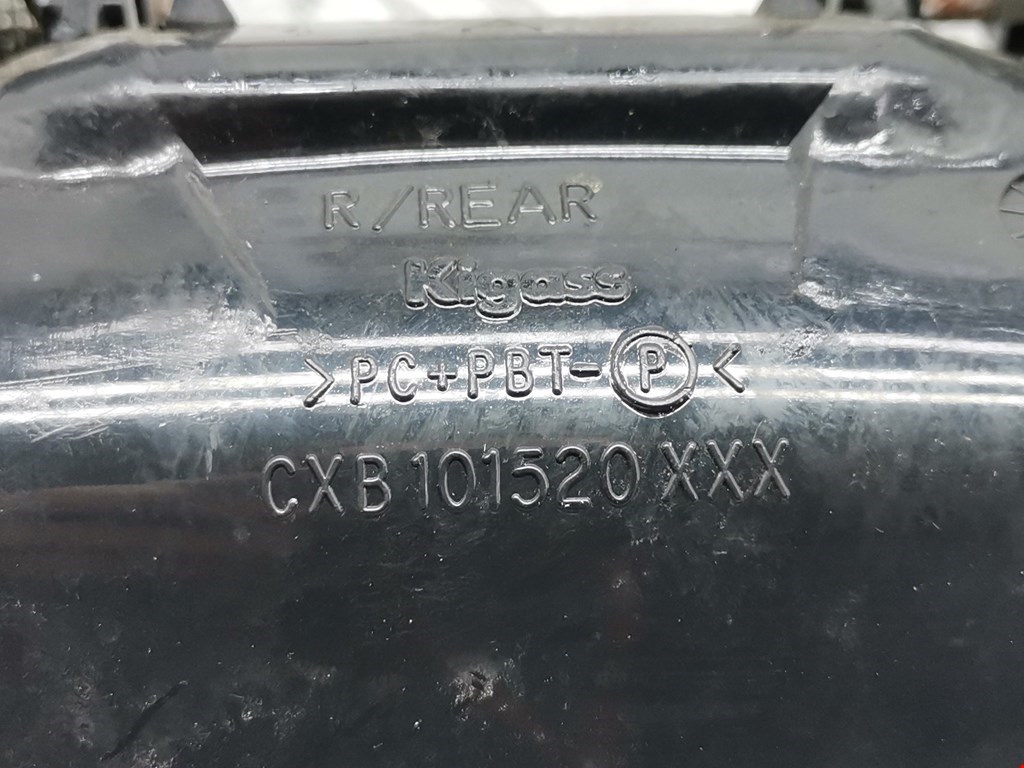 R/REAR
Kigass
>PC+PBT-Ⓟ<
CXB 101520 XXX